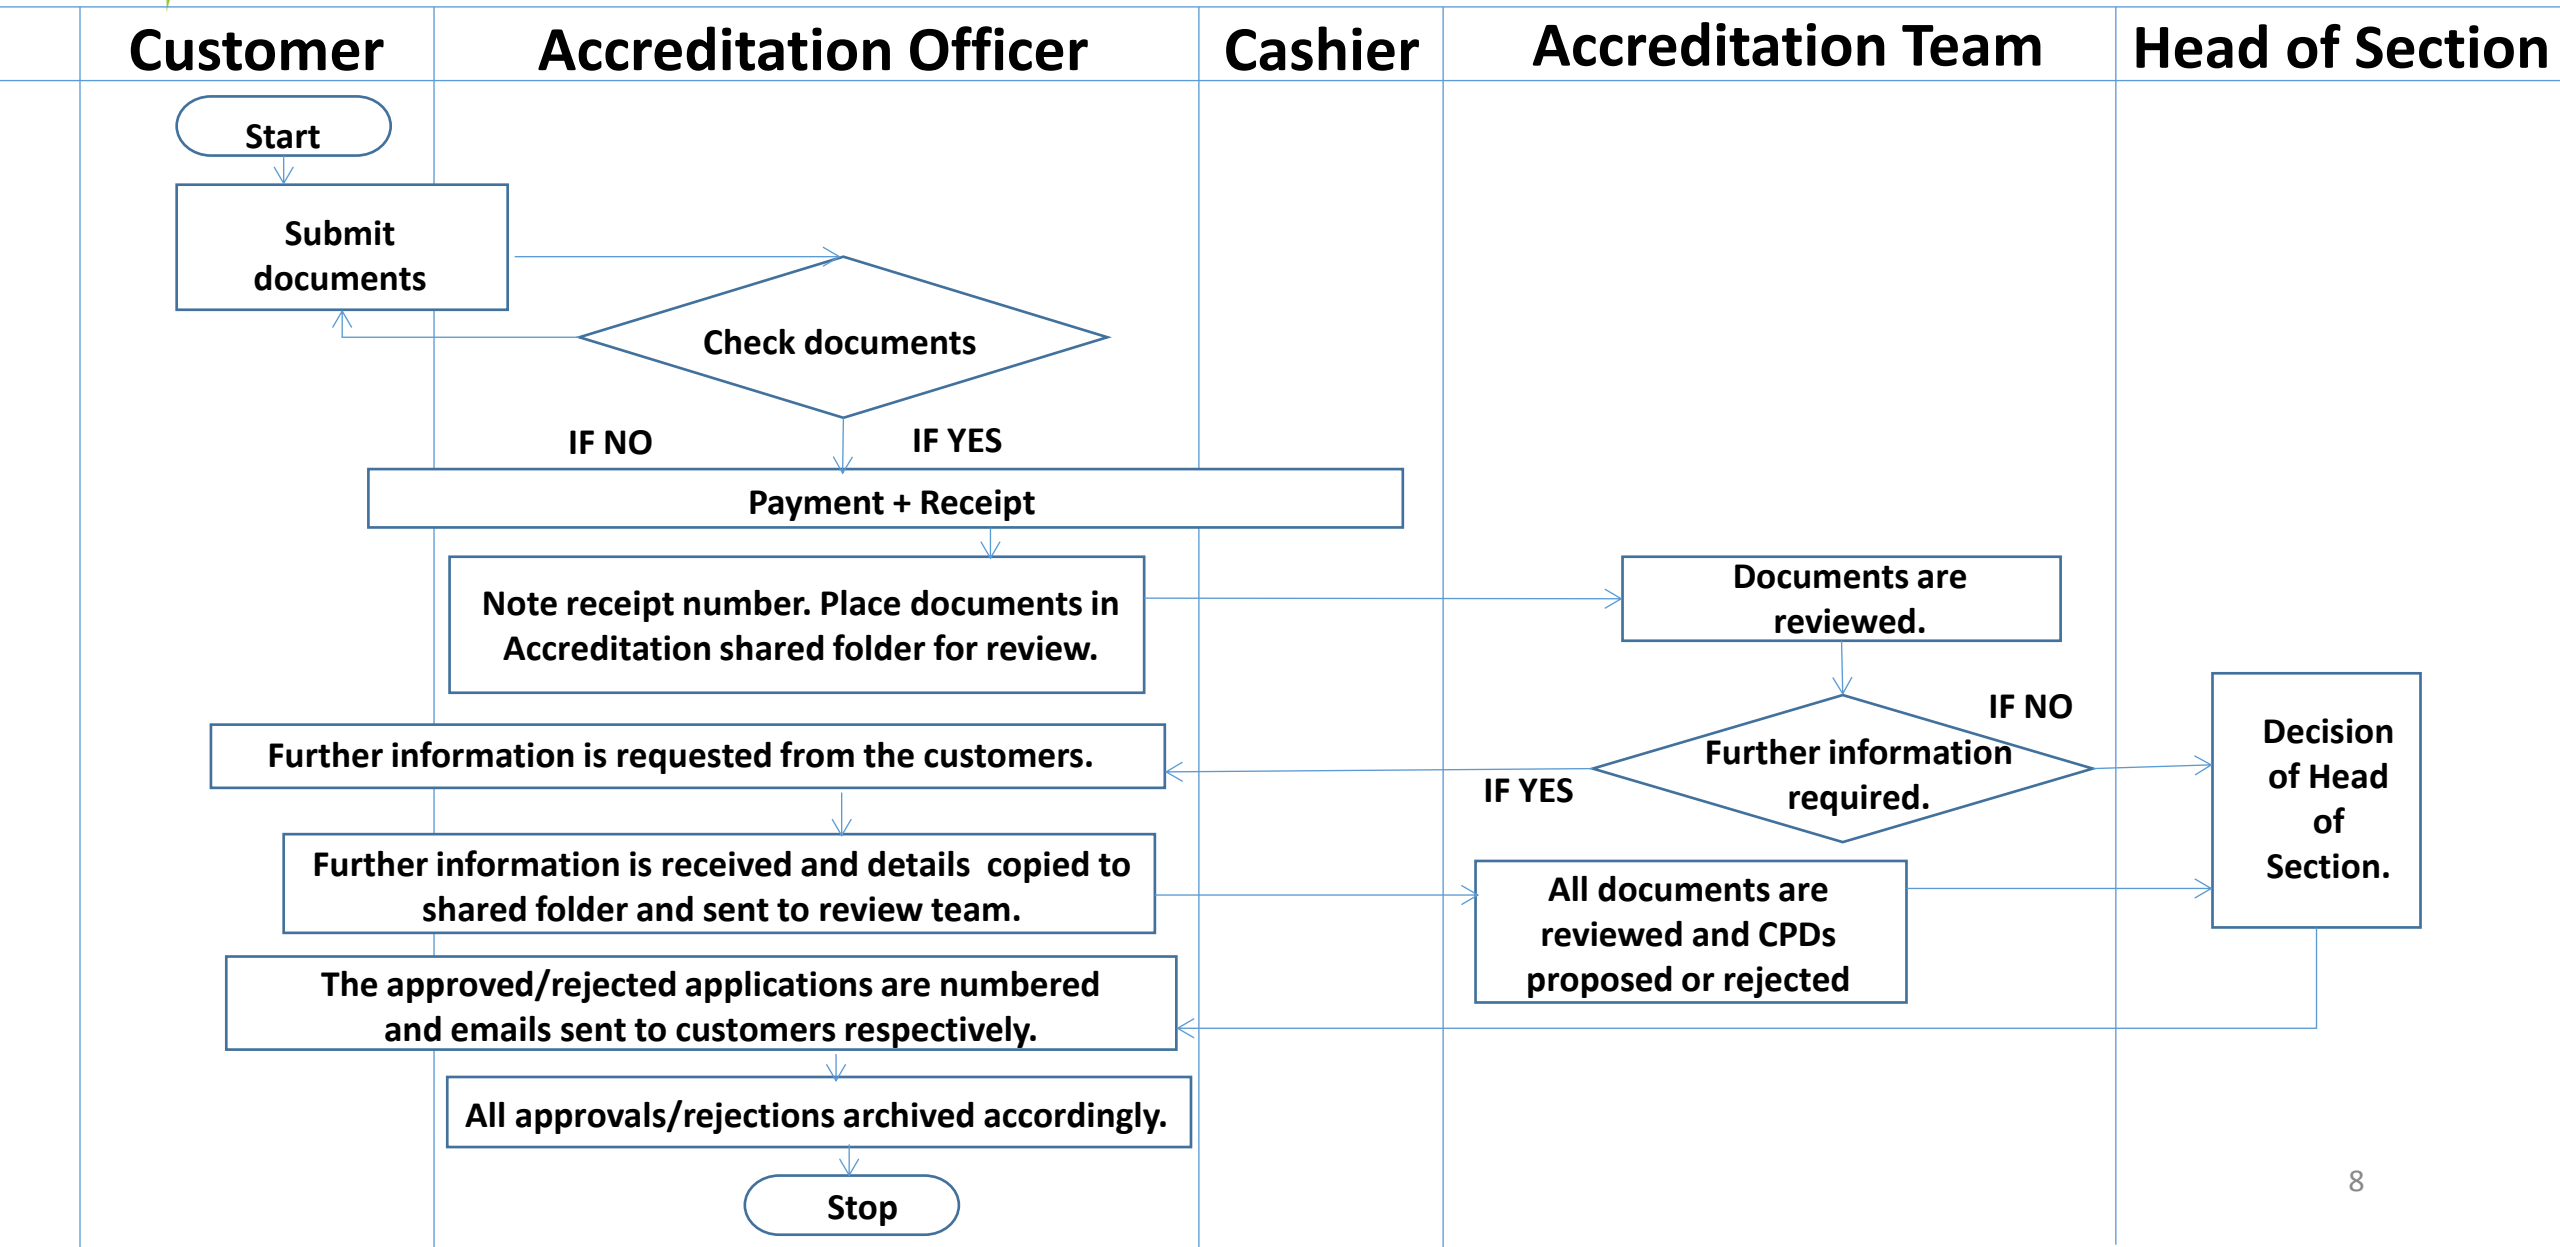 Customer
Accreditation Officer
Cashier
Accreditation Team
Head of Section
Start
Submit
documents
Check documents
IF NO
IF YES
Payment + Receipt
Note receipt number. Place documents in
Accreditation shared folder for review.
Documents are
reviewed.
IF NO
Further information
required.
IF YES
Decision
of Head
of
Section.
Further information is requested from the customers.
Further information is received and details  copied to
shared folder and sent to review team.
All documents are
reviewed and CPDs
proposed or rejected
The approved/rejected applications are numbered
and emails sent to customers respectively.
All approvals/rejections archived accordingly.
Stop
8